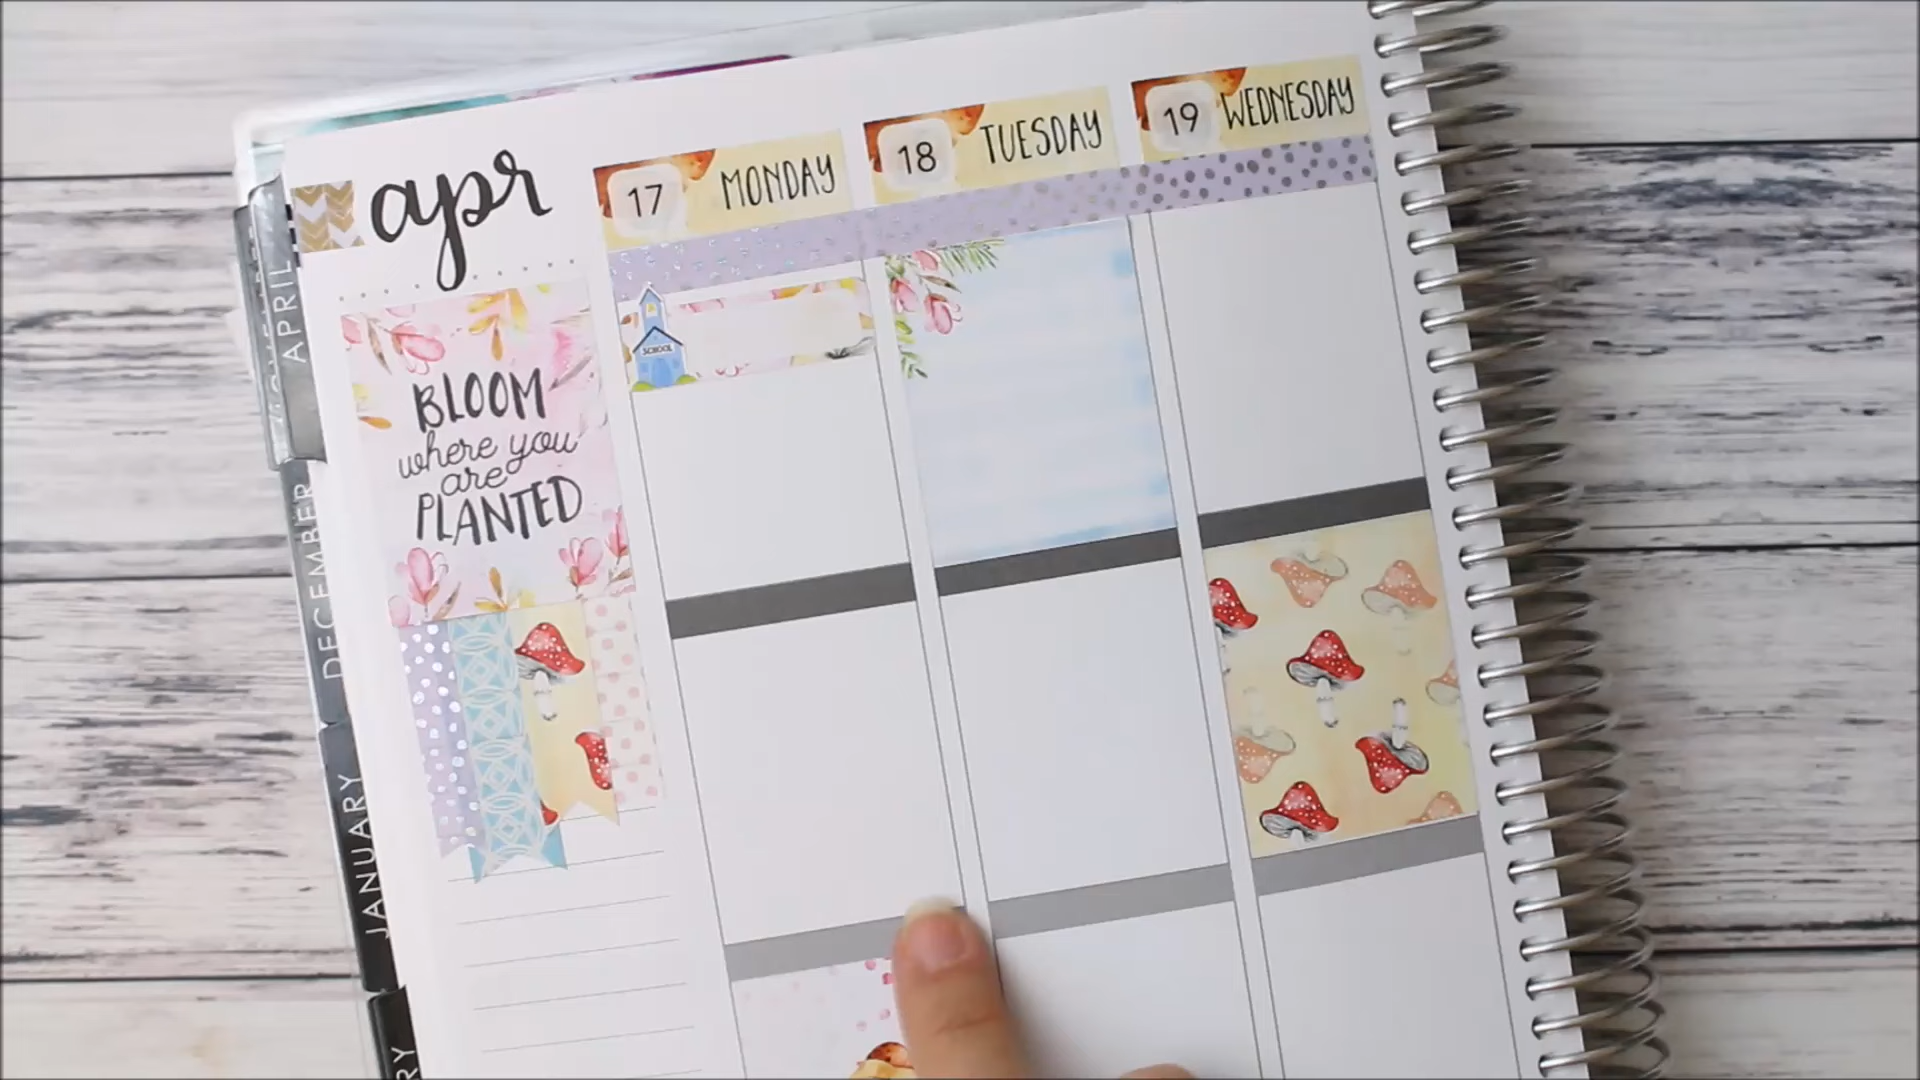 apr
17 MONDAY
18 TUESDAY
19 WEDNESDAY
SCHOOL
BLOOM
where you
are
PLANTED
APRIL
DECEMBER
JANUARY